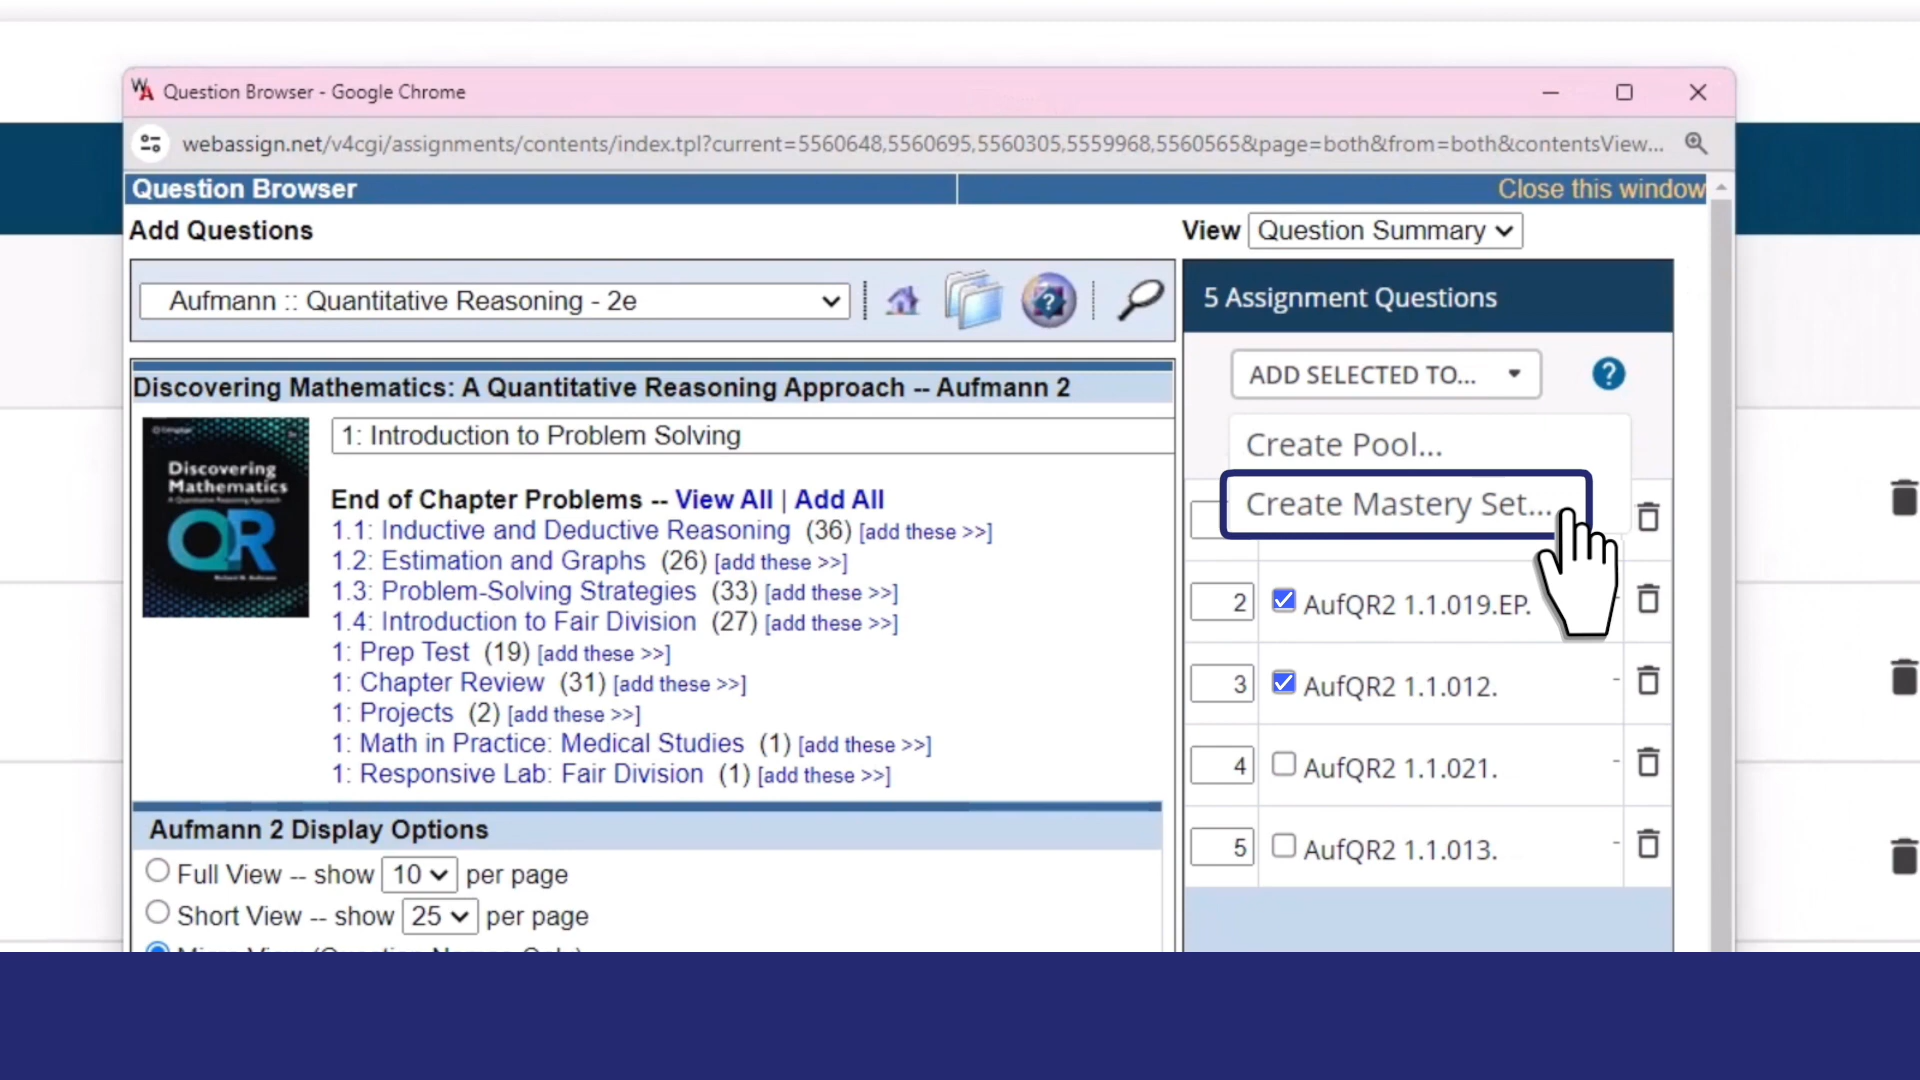 Question Browser - Google Chrome
webassign.net/v4cgi/assignments/contents/index.tpl?current=5560648,5560695,5560305,5559968,5560565&page=both&from=both&contentsView...
Question Browser
Close this window
Add Questions
View Question Summary
Aufmann :: Quantitative Reasoning - 2e
5 Assignment Questions
ADD SELECTED TO...
?
Create Pool...
Create Mastery Set...
Discovering Mathematics: A Quantitative Reasoning Approach -- Aufmann 2
Discovering
Mathematics
QR
1: Introduction to Problem Solving
End of Chapter Problems -- View All | Add All
1.1: Inductive and Deductive Reasoning (36) [add these >>]
1.2: Estimation and Graphs (26) [add these >>]
1.3: Problem-Solving Strategies (33) [add these >>]
1.4: Introduction to Fair Division (27) [add these >>]
1: Prep Test (19) [add these >>]
1: Chapter Review (31) [add these >>]
1: Projects (2) [add these >>]
1: Math in Practice: Medical Studies (1) [add these >>]
1: Responsive Lab: Fair Division (1) [add these >>]
2 AufQR2 1.1.019.EP. -
3 AufQR2 1.1.012. -
4 AufQR2 1.1.021. -
5 AufQR2 1.1.013. -
Aufmann 2 Display Options
Full View -- show 10 per page
Short View -- show 25 per page